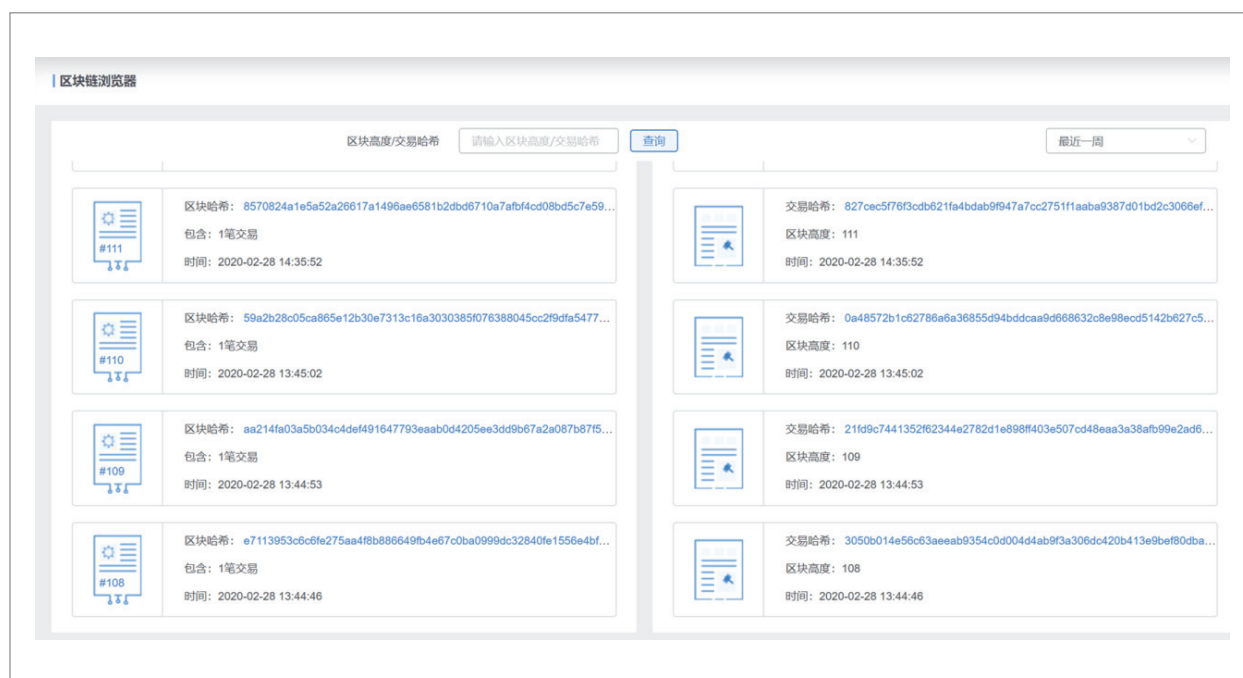 区块链浏览器
区块高度/交易哈希 请输入区块高度/交易哈希 查询 最近一周
#111
区块哈希: 8570824a1e5a52a26617a1496ae6581b2dbd6710a7afbf4cd08bd5c7e59...
包含: 1笔交易
时间: 2020-02-28 14:35:52
交易哈希: 827cec5f76f3cdb621fa4bdab9f947a7cc2751f1aaba9387d01bd2c3066ef...
区块高度: 111
时间: 2020-02-28 14:35:52
#110
区块哈希: 59a2b28c05ca865e12b30e7313c16a3030385f076388045cc2f9dfa5477...
包含: 1笔交易
时间: 2020-02-28 13:45:02
交易哈希: 0a48572b1c62786a6a36855d94bddcaa9d668632c8e98ecd5142b627c5...
区块高度: 110
时间: 2020-02-28 13:45:02
#109
区块哈希: aa214fa03a5b034c4def491647793eaab0d4205ee3dd9b67a2a087b87f5...
包含: 1笔交易
时间: 2020-02-28 13:44:53
交易哈希: 21fd9c7441352f62344e2782d1e898ff403e507cd48eaa3a38afb99e2ad6...
区块高度: 109
时间: 2020-02-28 13:44:53
#108
区块哈希: e7113953c6c6fe275aa4f8b886649fb4e67c0ba0999dc32840fe1556e4bf...
包含: 1笔交易
时间: 2020-02-28 13:44:46
交易哈希: 3050b014e56c63aeeab9354c0d004d4ab9f3a306dc420b413e9bef80dba...
区块高度: 108
时间: 2020-02-28 13:44:46